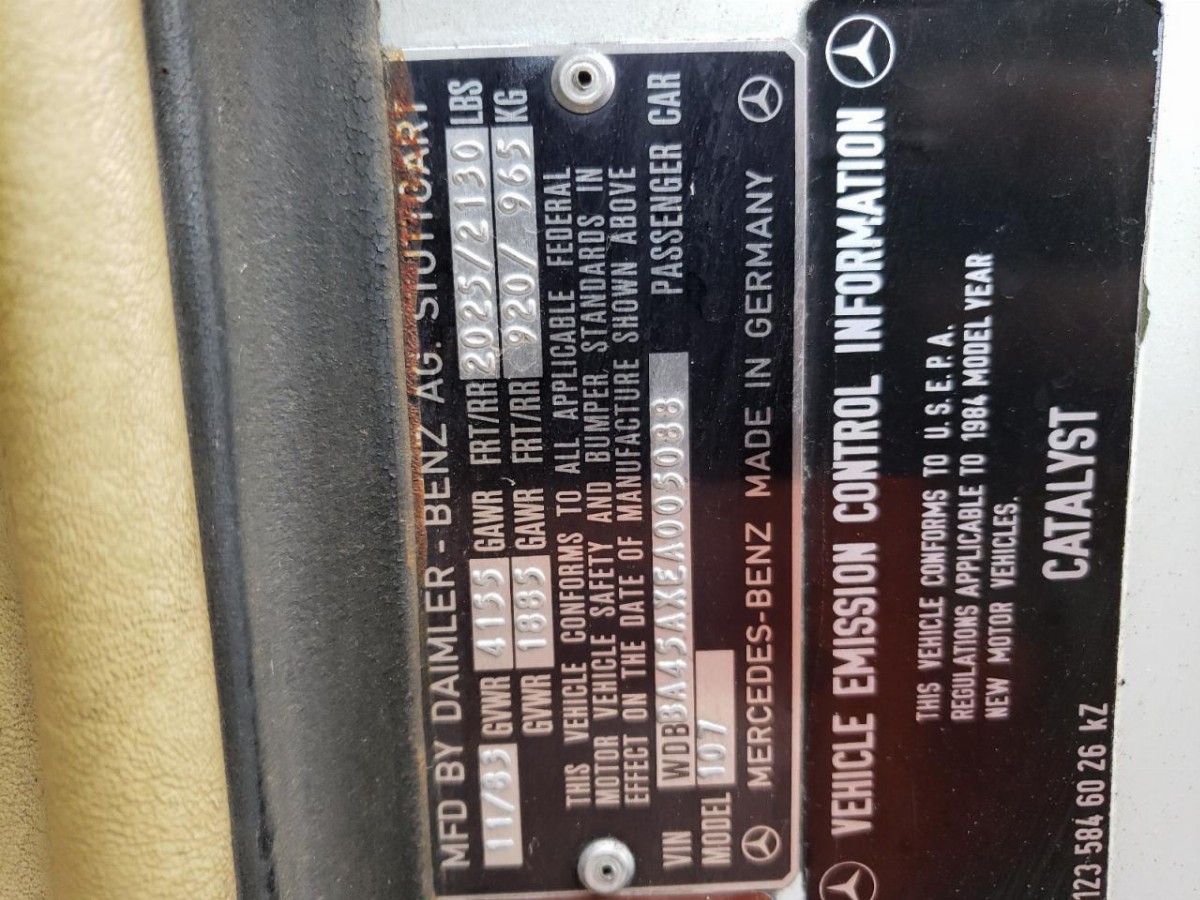 MFD BY DAIMLER - BENZ AG. STUTTGART
11/83 GVWR 4155 GAWR FRT/RR 2025/2130 LBS
GVWR 1885 GAWR FRT/RR 920/ 965 KG
THIS VEHICLE CONFORMS TO ALL APPLICABLE FEDERAL
MOTOR VEHICLE SAFETY AND BUMPER STANDARDS IN
EFFECT ON THE DATE OF MANUFACTURE SHOWN ABOVE
VIN WDBBA45AXEA005088 PASSENGER CAR
MODEL 107
MERCEDES-BENZ MADE IN GERMANY
VEHICLE EMISSION CONTROL INFORMATION
THIS VEHICLE CONFORMS TO U. S. E. P. A.
REGULATIONS APPLICABLE TO 1984 MODEL YEAR
NEW MOTOR VEHICLES.
CATALYST
123 584 60 26 kZ